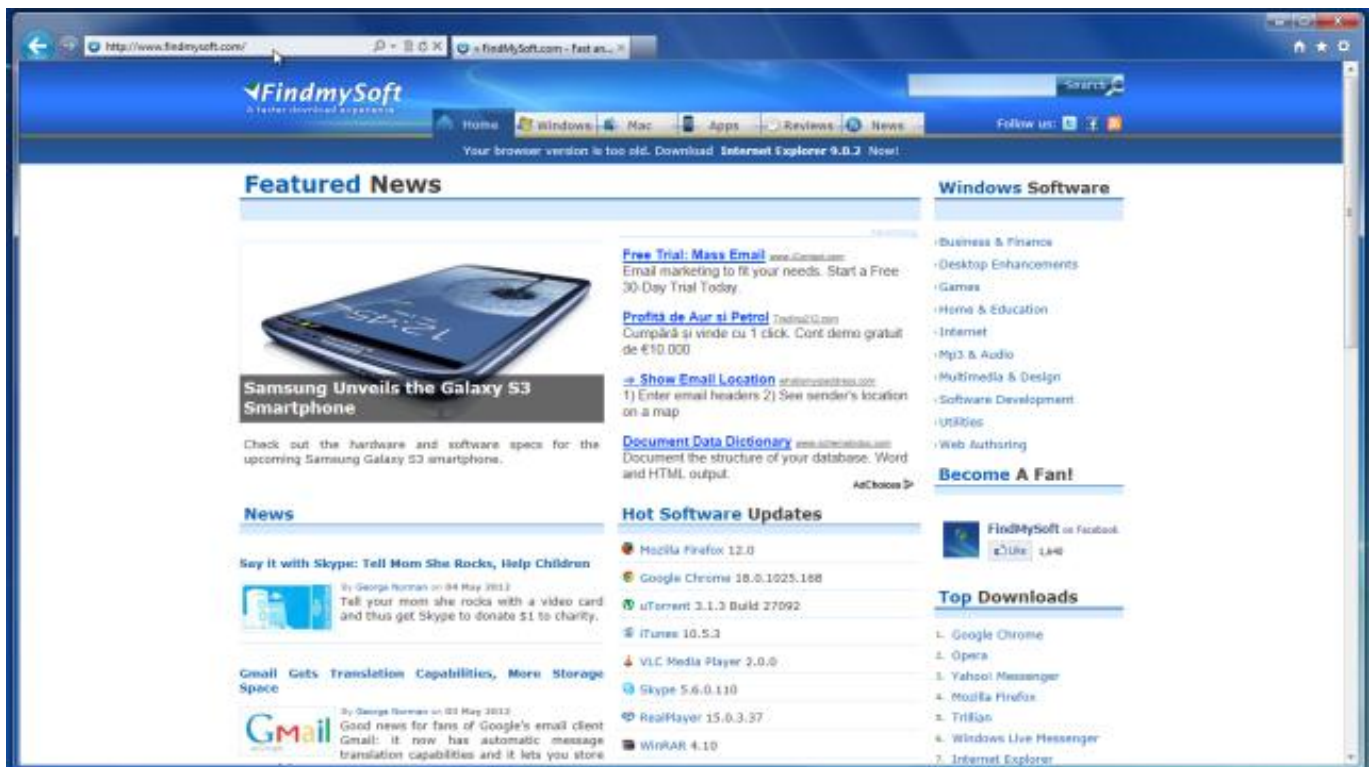 http://www.findmysoft.com/
FindMySoft.com - Fast an...
FindmySoft
A faster download experience
Search
Home Windows Mac Apps Reviews News
Follow us:
Your browser version is too old. Download Internet Explorer 9.0.2 Now!
Featured News
Samsung Unveils the Galaxy S3
Smartphone
Check out the hardware and software specs for the
upcoming Samsung Galaxy S3 smartphone.
Free Trial: Mass Email www.iContact.com
Email marketing to fit your needs. Start a Free
30-Day Trial Today.
Profită de Aur si Petrol Trading212.com
Cumpără și vinde cu 1 click. Cont demo gratuit
de €10.000
→ Show Email Location whatismyipaddress.com
1) Enter email headers 2) See sender's location
on a map
Document Data Dictionary
Document the structure of your database. Word
and HTML output.
AdChoices
News
Say it with Skype: Tell Mom She Rocks, Help Children
By George Norman on 04 May 2012
Tell your mom she rocks with a video card
and thus get Skype to donate $1 to charity.
Gmail Gets Translation Capabilities, More Storage
Space
By George Norman on 03 May 2012
Gmail
Good news for fans of Google's email client
Gmail: it now has automatic message
translation capabilities and it lets you store
Hot Software Updates
Mozilla Firefox 12.0
Google Chrome 18.0.1025.168
uTorrent 3.1.3 Build 27092
iTunes 10.5.3
VLC Media Player 2.0.0
Skype 5.6.0.110
RealPlayer 15.0.3.37
WinRAR 4.10
Windows Software
Business & Finance
Desktop Enhancements
Games
Home & Education
Internet
Mp3 & Audio
Multimedia & Design
Software Development
Utilities
Web Authoring
Become A Fan!
FindMySoft on Facebook
Like 1,640
Top Downloads
1. Google Chrome
2. Opera
3. Yahoo! Messenger
4. Mozilla Firefox
5. Trillian
6. Windows Live Messenger
7. Internet Explorer